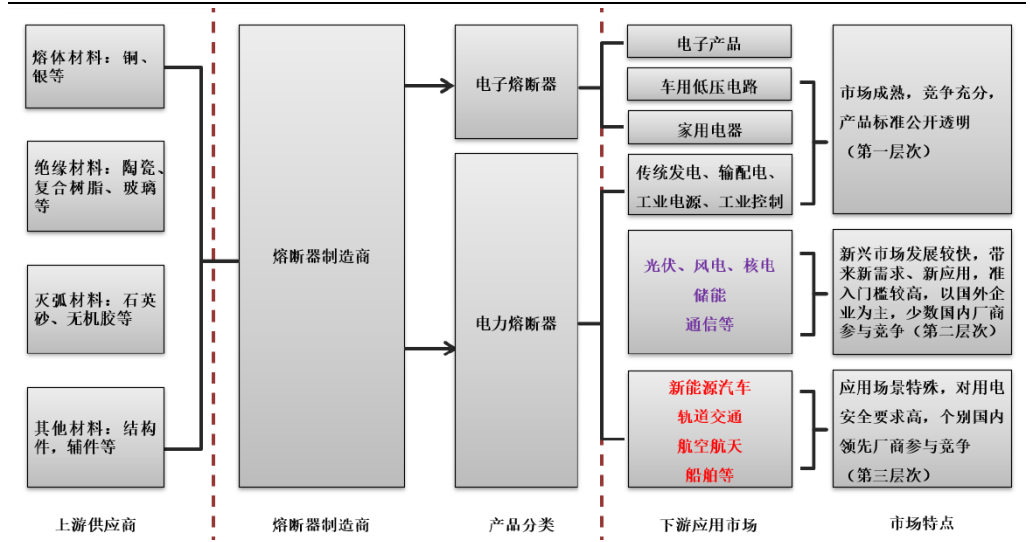 熔体材料：铜、
银等
绝缘材料：陶瓷、
复合树脂、玻璃
等
灭弧材料：石英
砂、无机胶等
其他材料：结构
件，辅件等
上游供应商
熔断器制造商
熔断器制造商
电子熔断器
电力熔断器
产品分类
电子产品
车用低压电路
家用电器
传统发电、输配电、
工业电源、工业控制
光伏、风电、核电
储能
通信等
新能源汽车
轨道交通
航空航天
船舶等
下游应用市场
市场成熟，竞争充分，
产品标准公开透明
（第一层次）
新兴市场发展较快，带
来新需求、新应用，准
入门槛较高，以国外企
业为主，少数国内厂商
参与竞争（第二层次）
应用场景特殊，对用电
安全要求高，个别国内
领先厂商参与竞争
（第三层次）
市场特点